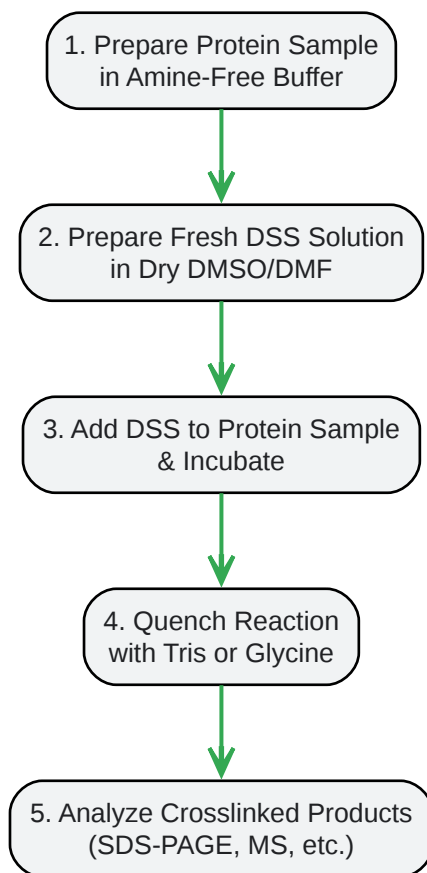 1. Prepare Protein Sample
in Amine-Free Buffer
2. Prepare Fresh DSS Solution
in Dry DMSO/DMF
3. Add DSS to Protein Sample
& Incubate
4. Quench Reaction
with Tris or Glycine
5. Analyze Crosslinked Products
(SDS-PAGE, MS, etc.)